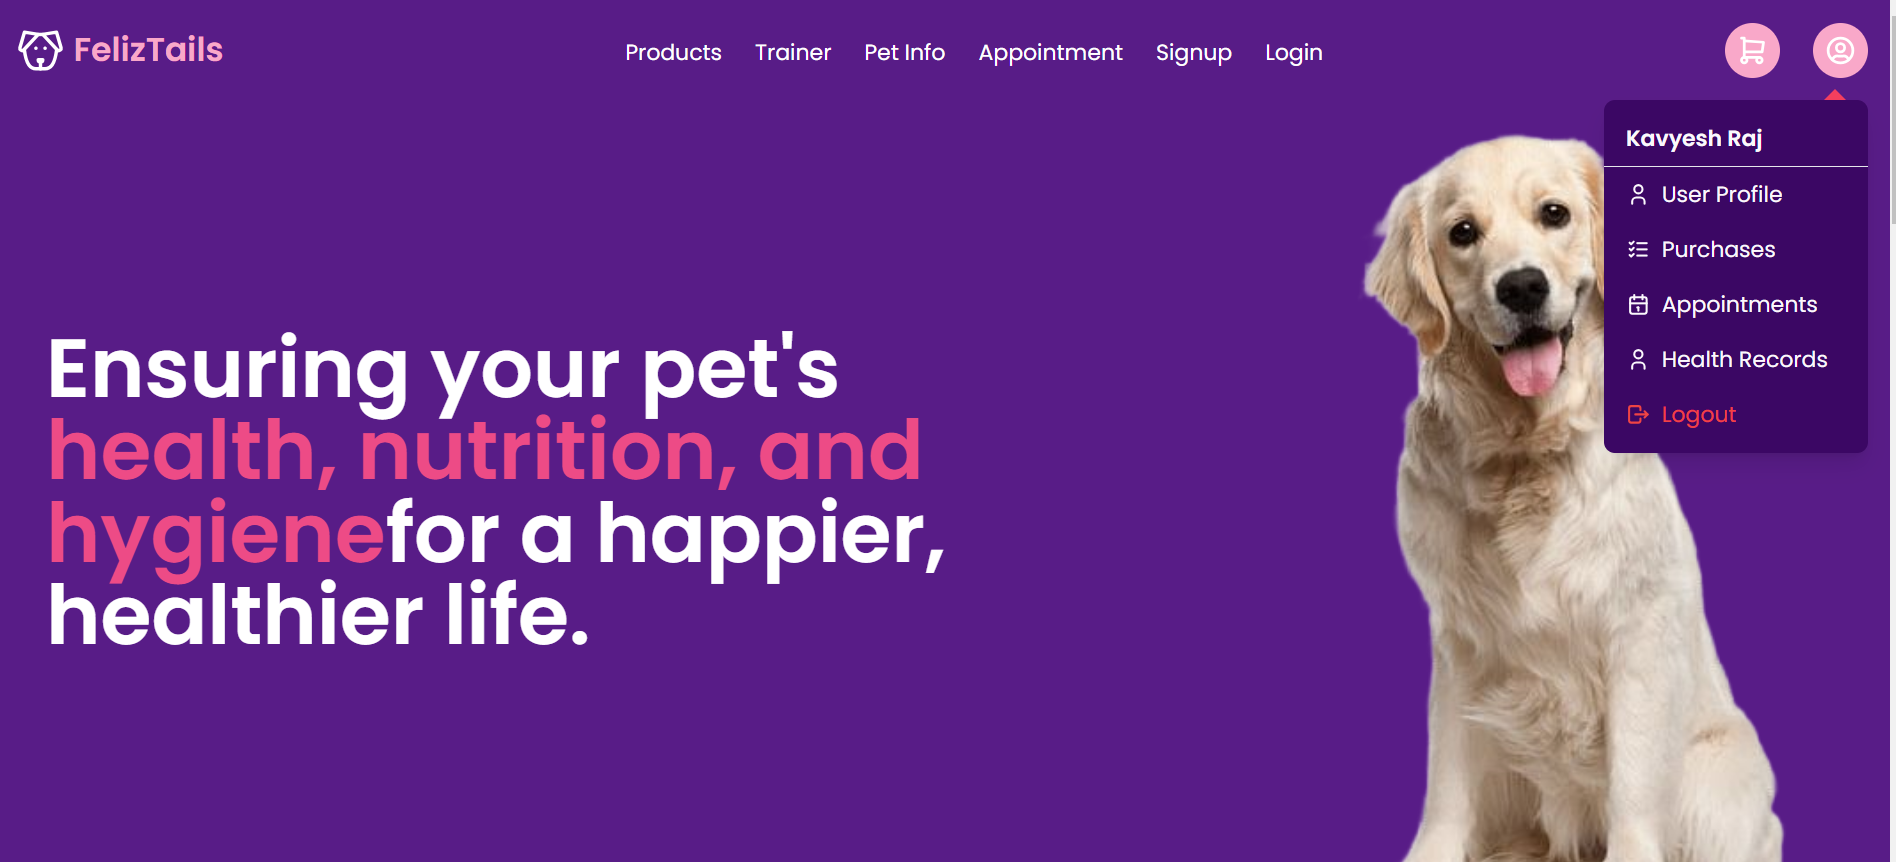 FelizTails
Products Trainer Pet Info Appointment Signup Login
Kavyesh Raj
User Profile
Purchases
Appointments
Health Records
Logout
Ensuring your pet's
health, nutrition, and
hygienefor a happier,
healthier life.